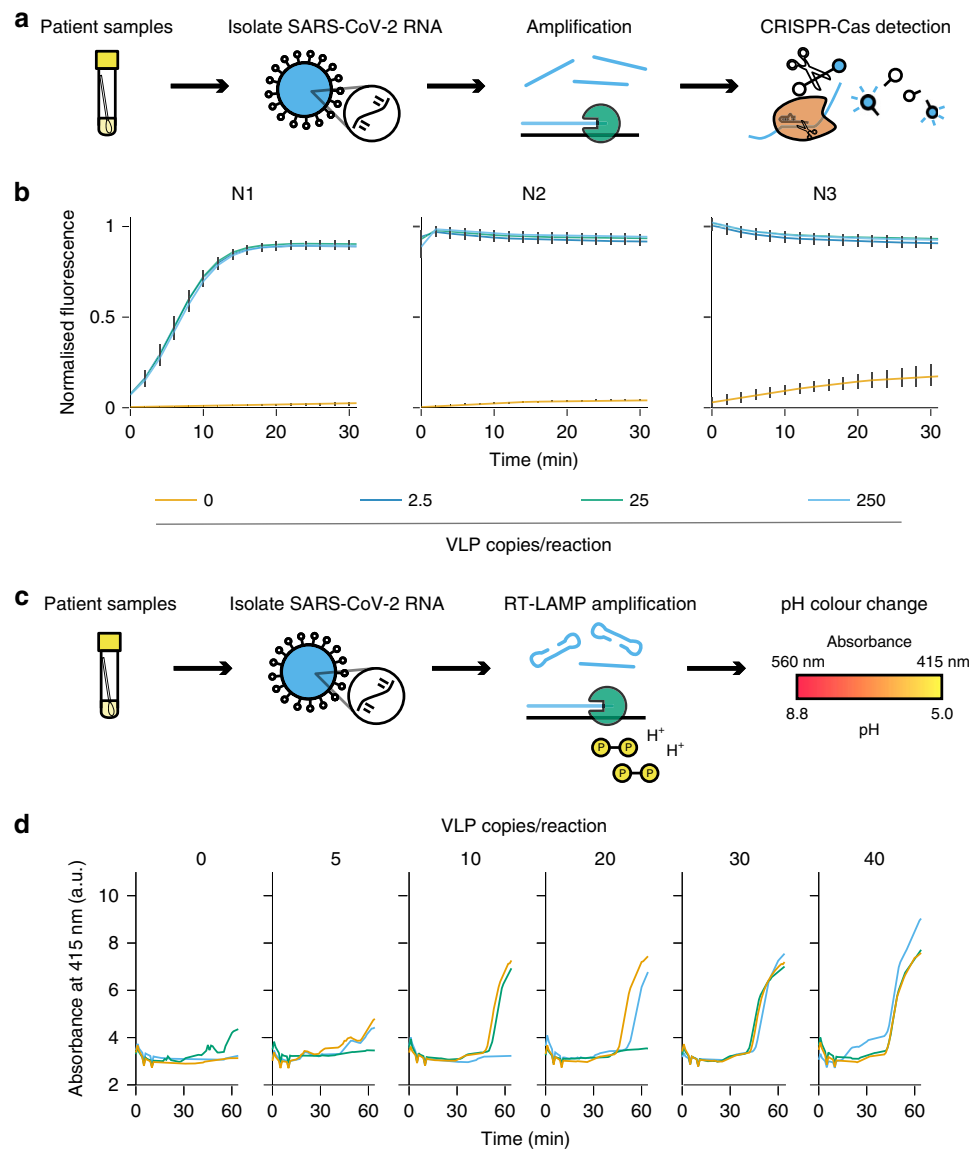 a
Patient samples
Isolate SARS-CoV-2 RNA
Amplification
CRISPR-Cas detection
b
N1
N2
N3
Normalised fluorescence
1
0.5
0
0 10 20 30
0 10 20 30
0 10 20 30
Time (min)
0
2.5
25
250
VLP copies/reaction
c
Patient samples
Isolate SARS-CoV-2 RNA
RT-LAMP amplification
pH colour change
Absorbance
560 nm
415 nm
8.8
5.0
pH
H+
H+
P P
P P
d
VLP copies/reaction
0
5
10
20
30
40
Absorbance at 415 nm (a.u.)
10
8
6
4
2
0 30 60
0 30 60
0 30 60
0 30 60
0 30 60
0 30 60
Time (min)